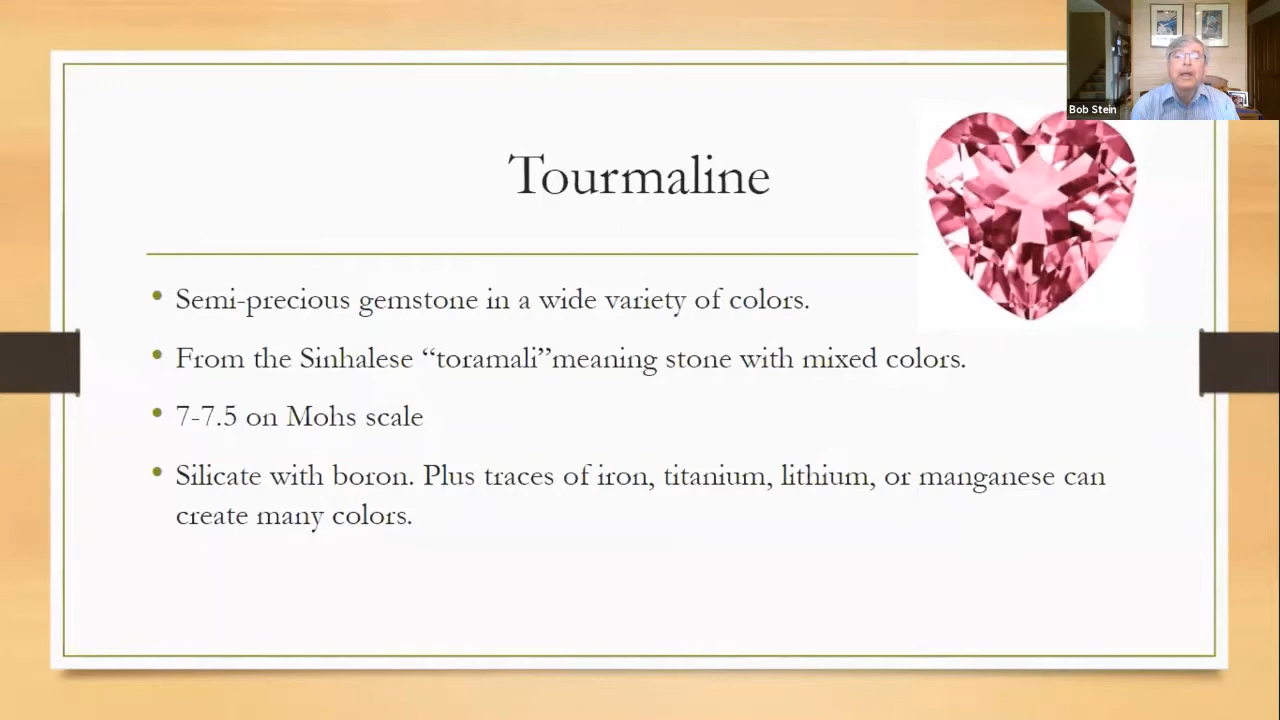 Bob Stein
Tourmaline
• Semi-precious gemstone in a wide variety of colors.
• From the Sinhalese “toramali”meaning stone with mixed colors.
• 7-7.5 on Mohs scale
• Silicate with boron. Plus traces of iron, titanium, lithium, or manganese can
create many colors.